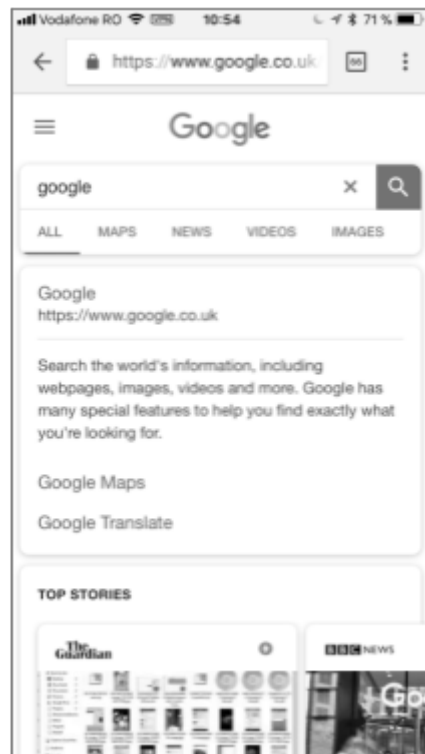 Vodafone RO VPN 10:54 71 %
https://www.google.co.uk 66
Google
google
ALL MAPS NEWS VIDEOS IMAGES
Google
https://www.google.co.uk
Search the world's information, including
webpages, images, videos and more. Google has
many special features to help you find exactly what
you're looking for.
Google Maps
Google Translate
TOP STORIES
The
Guardian
BBC NEWS
Go